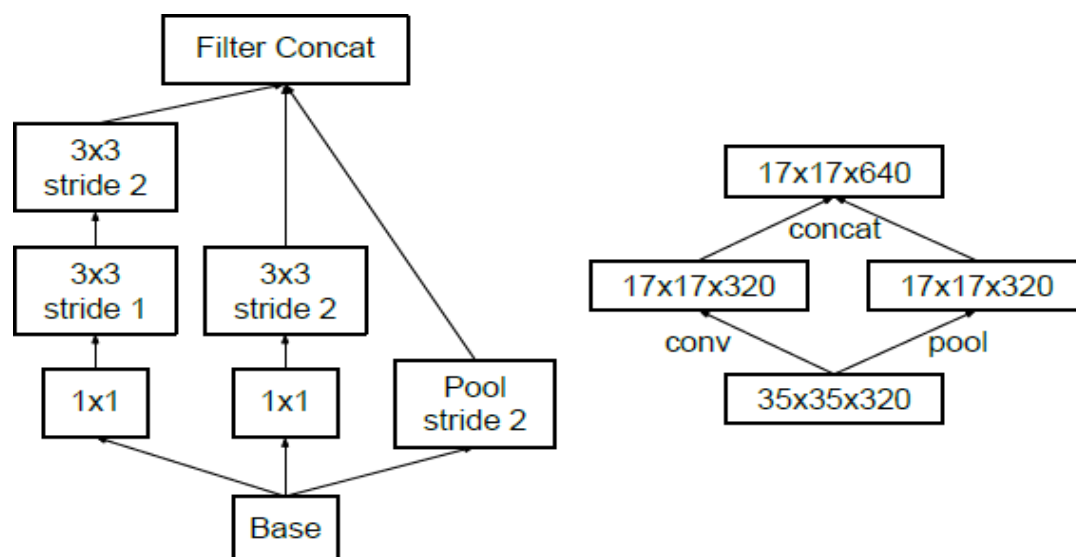 Filter Concat
3x3
stride 2
3x3
stride 1
3x3
stride 2
1x1
1x1
Pool
stride 2
Base
17x17x640
concat
17x17x320
17x17x320
conv
pool
35x35x320